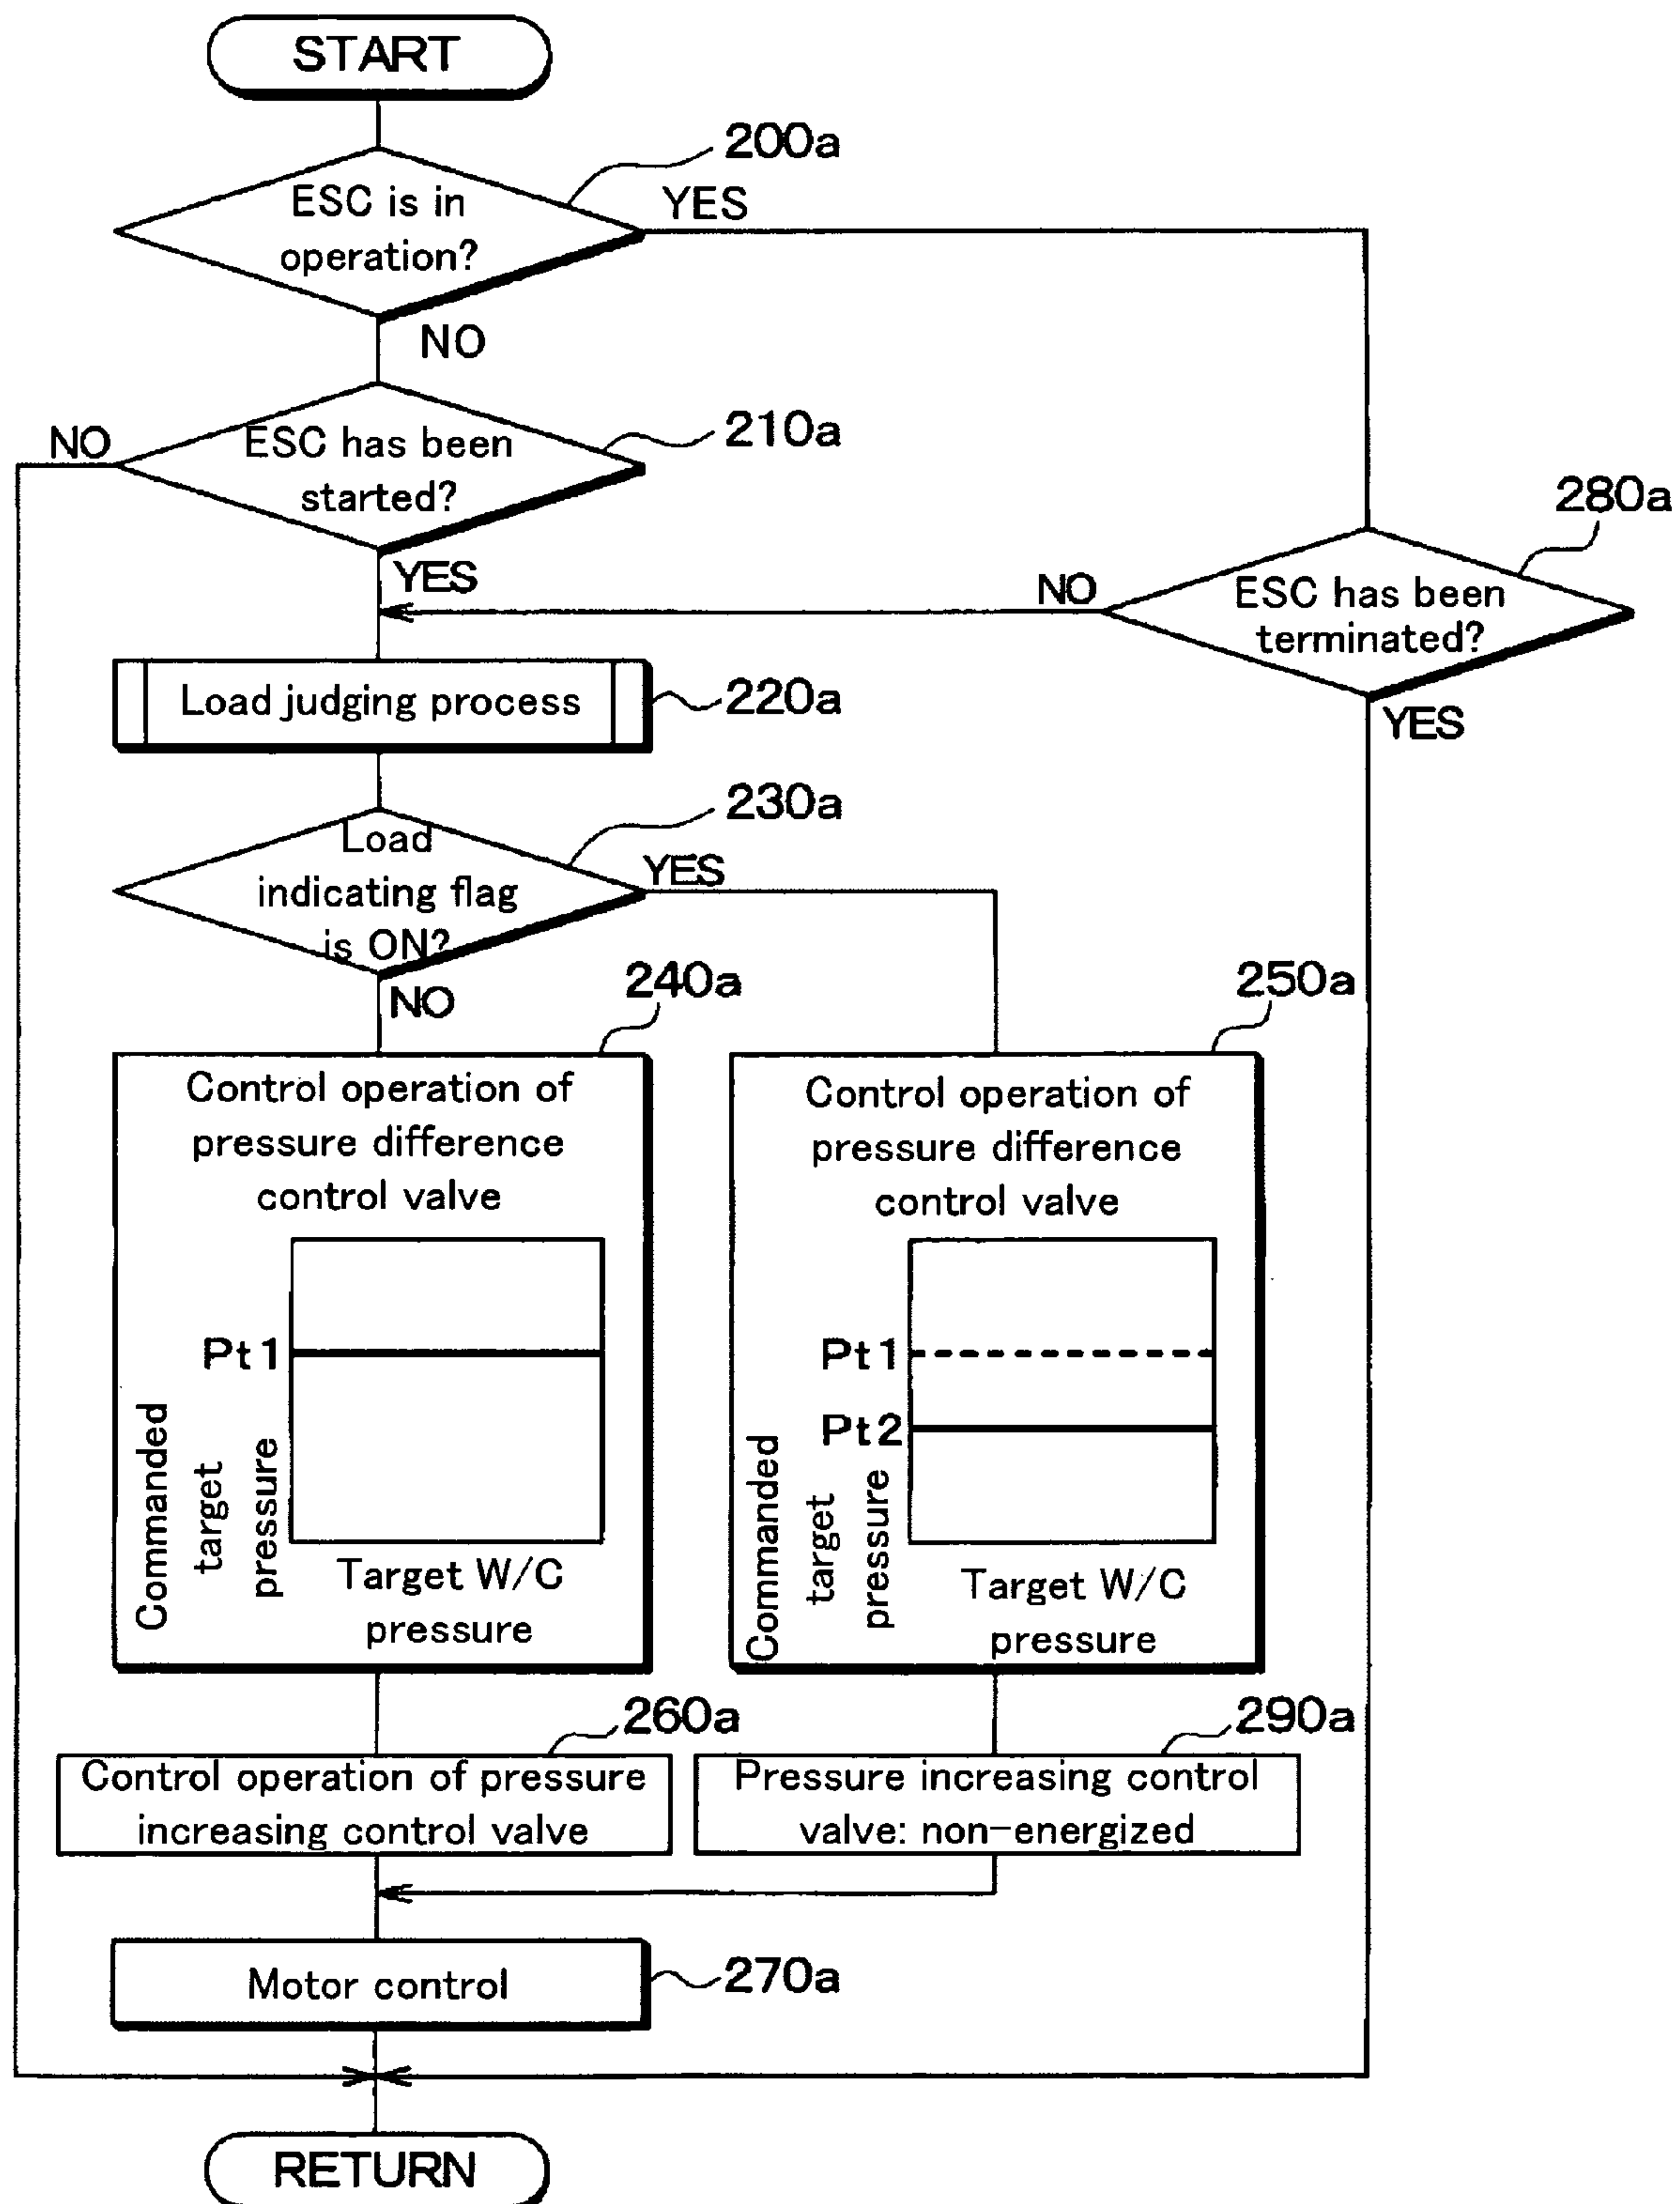 START
200a
ESC is in
operation?
YES
NO
210a
NO
ESC has been
started?
YES
280a
NO
ESC has been
terminated?
YES
Load judging process
220a
230a
Load
indicating flag
is ON?
YES
NO
240a
Control operation of
pressure difference
control valve
Pt1
Commanded
target
pressure
Target W/C
pressure
250a
Control operation of
pressure difference
control valve
Pt1
Pt2
Commanded
target
pressure
Target W/C
pressure
260a
Control operation of pressure
increasing control valve
290a
Pressure increasing control
valve: non-energized
Motor control
270a
RETURN